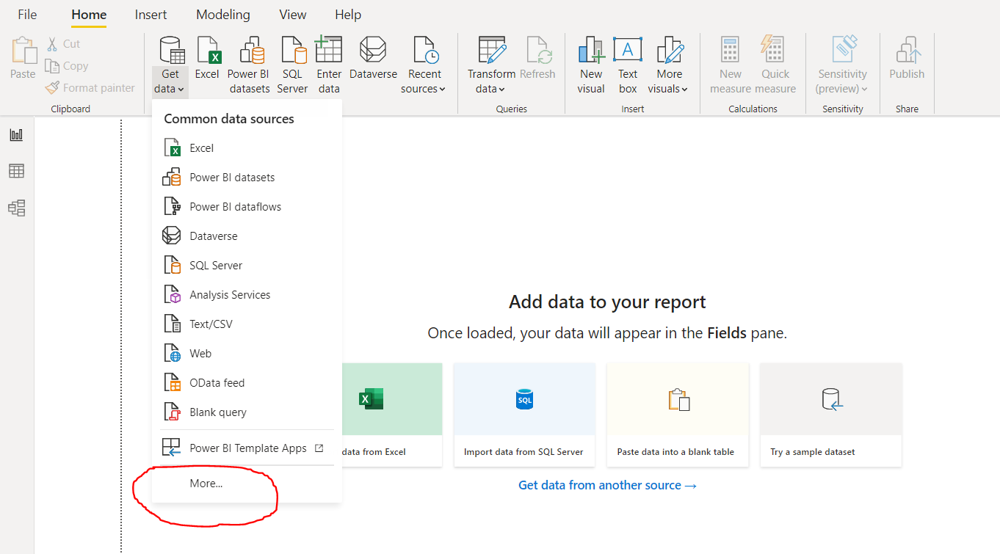 File Home Insert Modeling View Help
Paste
Cut
Copy
Format painter
Clipboard
Get
data
Excel
Power BI
datasets
SQL
Server
Enter
data
Dataverse
Recent
sources
Transform
data
Refresh
Queries
New
visual
Text
box
More
visuals
Insert
New
measure
Quick
measure
Calculations
Sensitivity
(preview)
Sensitivity
Publish
Share
Common data sources
Excel
Power BI datasets
Power BI dataflows
Dataverse
SQL Server
Analysis Services
Text/CSV
Web
OData feed
Blank query
Power BI Template Apps
More...
Add data to your report
Once loaded, your data will appear in the Fields pane.
data from Excel
SQL
Import data from SQL Server
Paste data into a blank table
Try a sample dataset
Get data from another source →